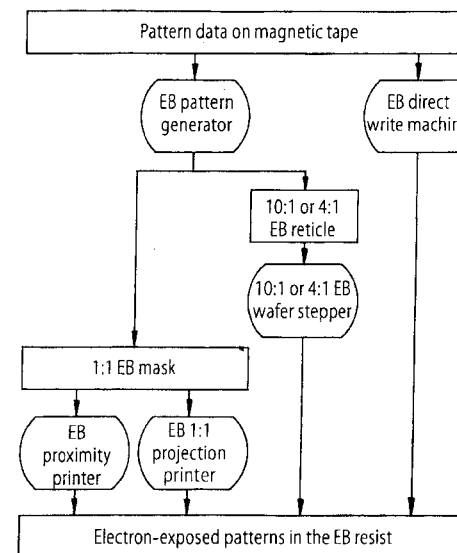 Pattern data on magnetic tape
EB pattern
generator
EB direct
write machin
10:1 or 4:1
EB reticle
10:1 or 4:1 EB
wafer stepper
1:1 EB mask
EB
proximity
printer
EB 1:1
projection
printer
Electron-exposed patterns in the EB resist